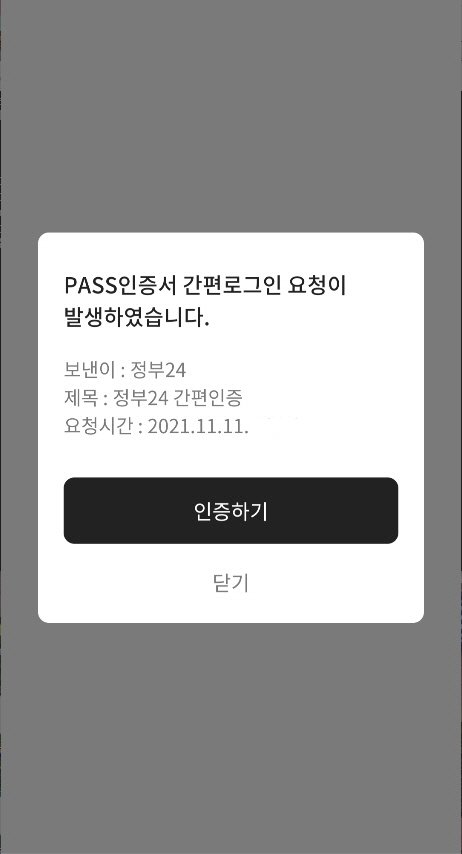 PASS인증서 간편로그인 요청이
발생하였습니다.
보낸이 : 정부24
제목 : 정부24 간편인증
요청시간 : 2021.11.11.
인증하기
닫기